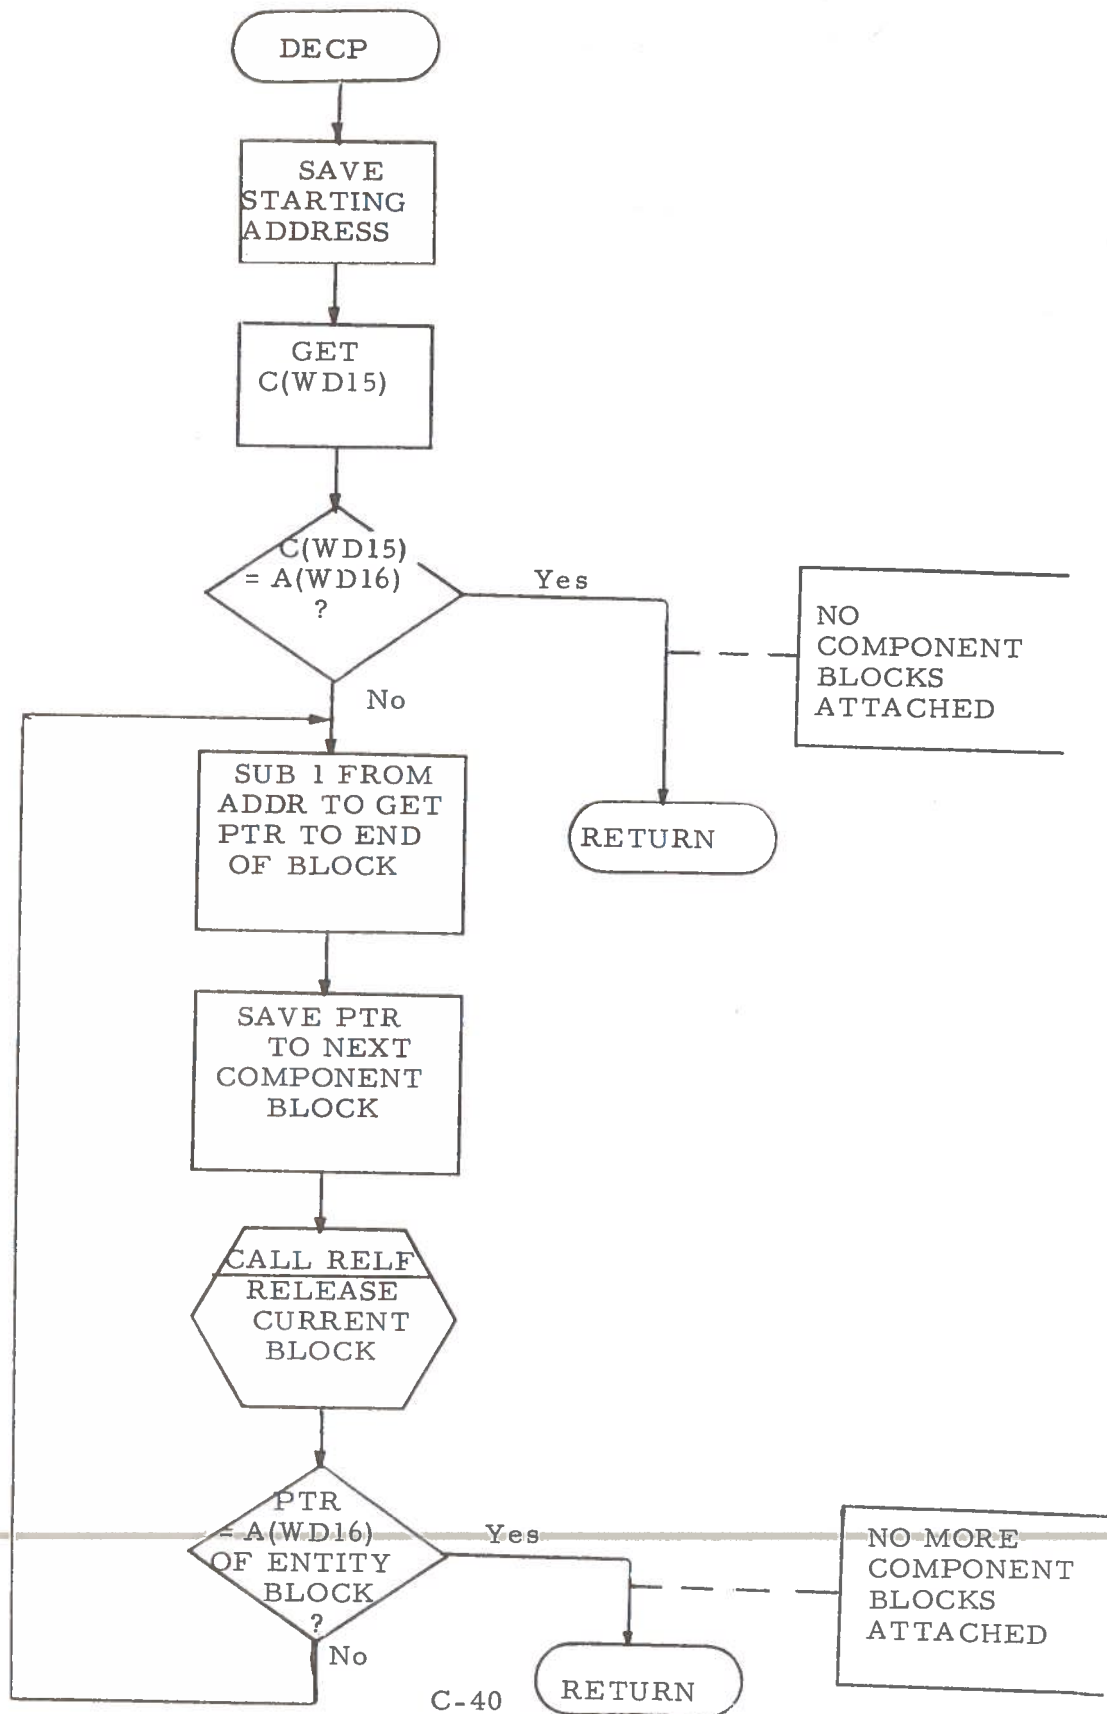 DECP
SAVE
STARTING
ADDRESS
GET
C(WD15)
C(WD15)
= A(WD16)
?
Yes
NO
COMPONENT
BLOCKS
ATTACHED
No
SUB 1 FROM
ADDR TO GET
PTR TO END
OF BLOCK
RETURN
SAVE PTR
TO NEXT
COMPONENT
BLOCK
CALL RELF
RELEASE
CURRENT
BLOCK
PTR
= A(WD16)
OF ENTITY
BLOCK
?
Yes
NO MORE
COMPONENT
BLOCKS
ATTACHED
No
RETURN
C-40